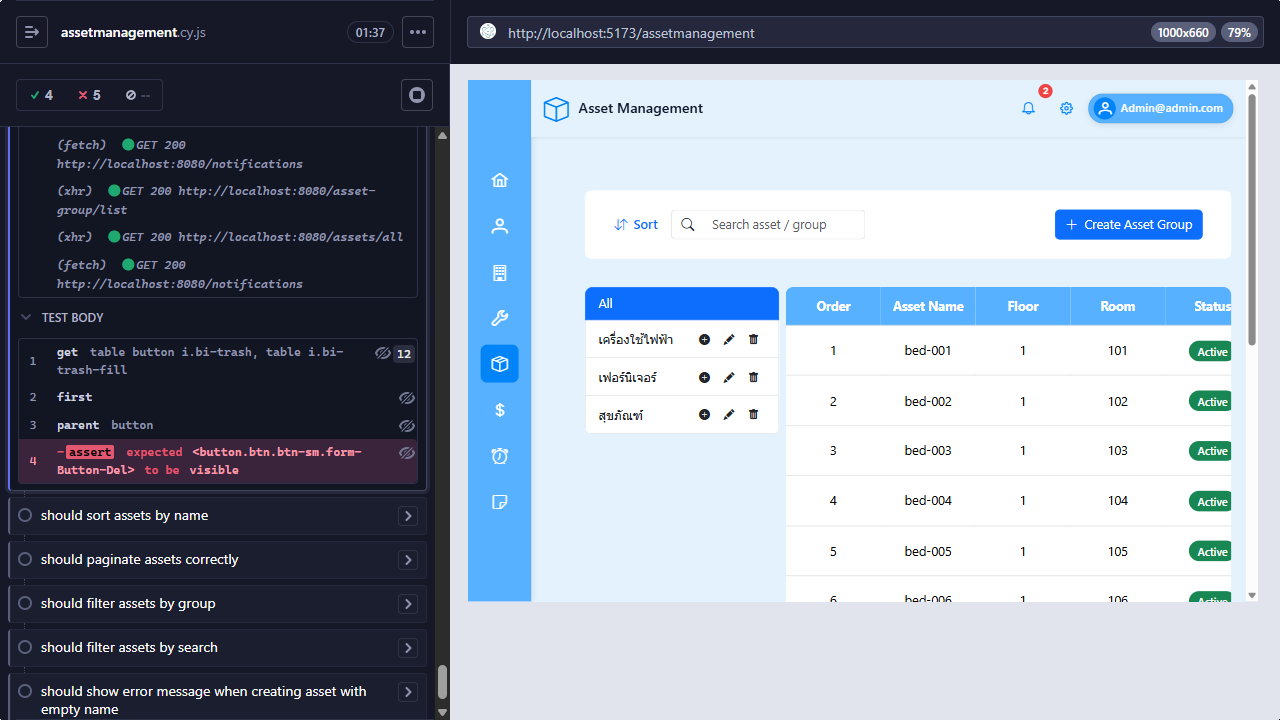 assetmanagement.cy.js
01:37
4
5
--
(fetch) GET 200
http://localhost:8080/notifications
(xhr) GET 200 http://localhost:8080/asset-
group/list
(xhr) GET 200 http://localhost:8080/assets/all
(fetch) GET 200
http://localhost:8080/notifications
TEST BODY
1 get table button i.bi-trash, table i.bi-
trash-fill
12
2 first
3 parent button
4 -assert expected <button.btn.btn-sm.form-
Button-Del> to be visible
should sort assets by name
should paginate assets correctly
should filter assets by group
should filter assets by search
should show error message when creating asset with
empty name
http://localhost:5173/assetmanagement
1000x660
79%
Asset Management
2
Admin@admin.com
Sort
Search asset / group
+ Create Asset Group
All
เครื่องใช้ไฟฟ้า
เฟอร์นิเจอร์
สุขภัณฑ์
Order Asset Name Floor Room Status
1 bed-001 1 101 Active
2 bed-002 1 102 Active
3 bed-003 1 103 Active
4 bed-004 1 104 Active
5 bed-005 1 105 Active
6 bed-006 1 106 Active